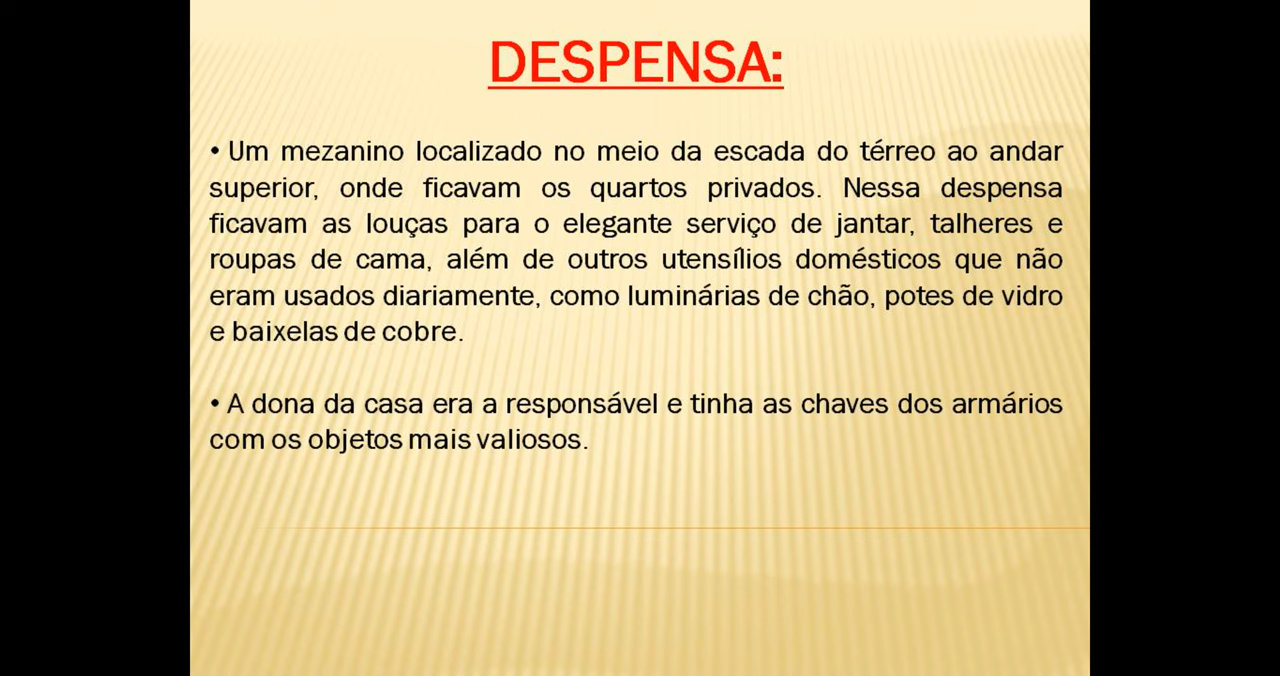 DESPENSA:
• Um mezanino localizado no meio da escada do térreo ao andar
superior, onde ficavam os quartos privados. Nessa despensa
ficavam as louças para o elegante serviço de jantar, talheres e
roupas de cama, além de outros utensílios domésticos que não
eram usados diariamente, como luminárias de chão, potes de vidro
e baixelas de cobre.
• A dona da casa era a responsável e tinha as chaves dos armários
com os objetos mais valiosos.